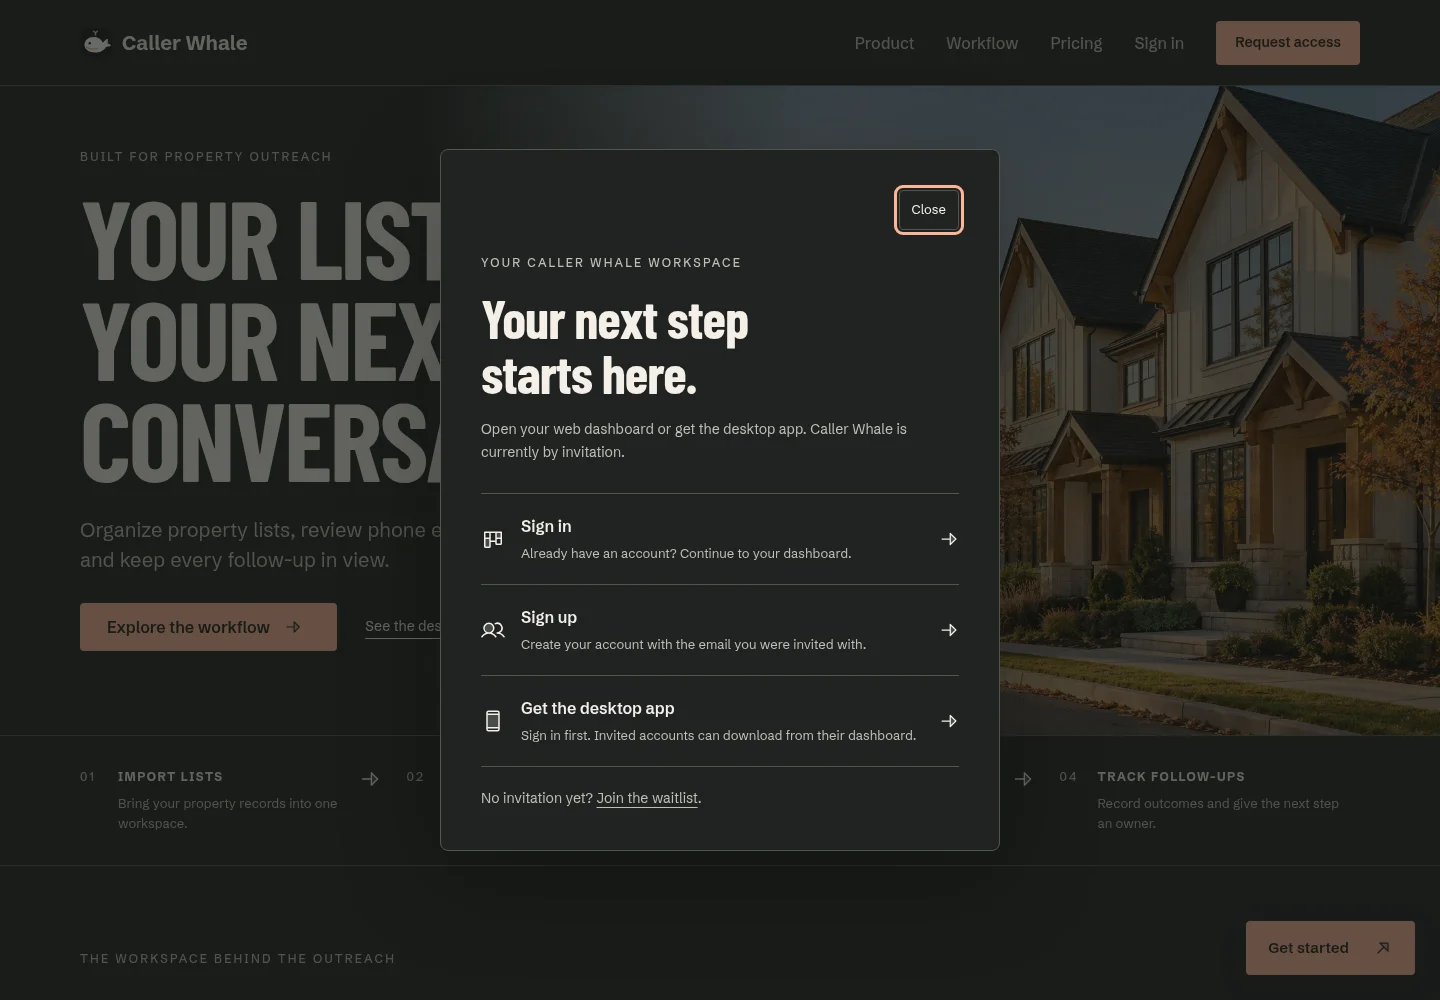 Caller Whale
Product
Workflow
Pricing
Sign in
Request access
BUILT FOR PROPERTY OUTREACH
YOUR LIST
YOUR NEX
CONVERSA
Organize property lists, review phone e
and keep every follow-up in view.
Explore the workflow
See the des
Close
YOUR CALLER WHALE WORKSPACE
Your next step
starts here.
Open your web dashboard or get the desktop app. Caller Whale is
currently by invitation.
Sign in
Already have an account? Continue to your dashboard.
Sign up
Create your account with the email you were invited with.
Get the desktop app
Sign in first. Invited accounts can download from their dashboard.
No invitation yet? Join the waitlist.
01 IMPORT LISTS
Bring your property records into one
workspace.
02
04 TRACK FOLLOW-UPS
Record outcomes and give the next step
an owner.
THE WORKSPACE BEHIND THE OUTREACH
Get started